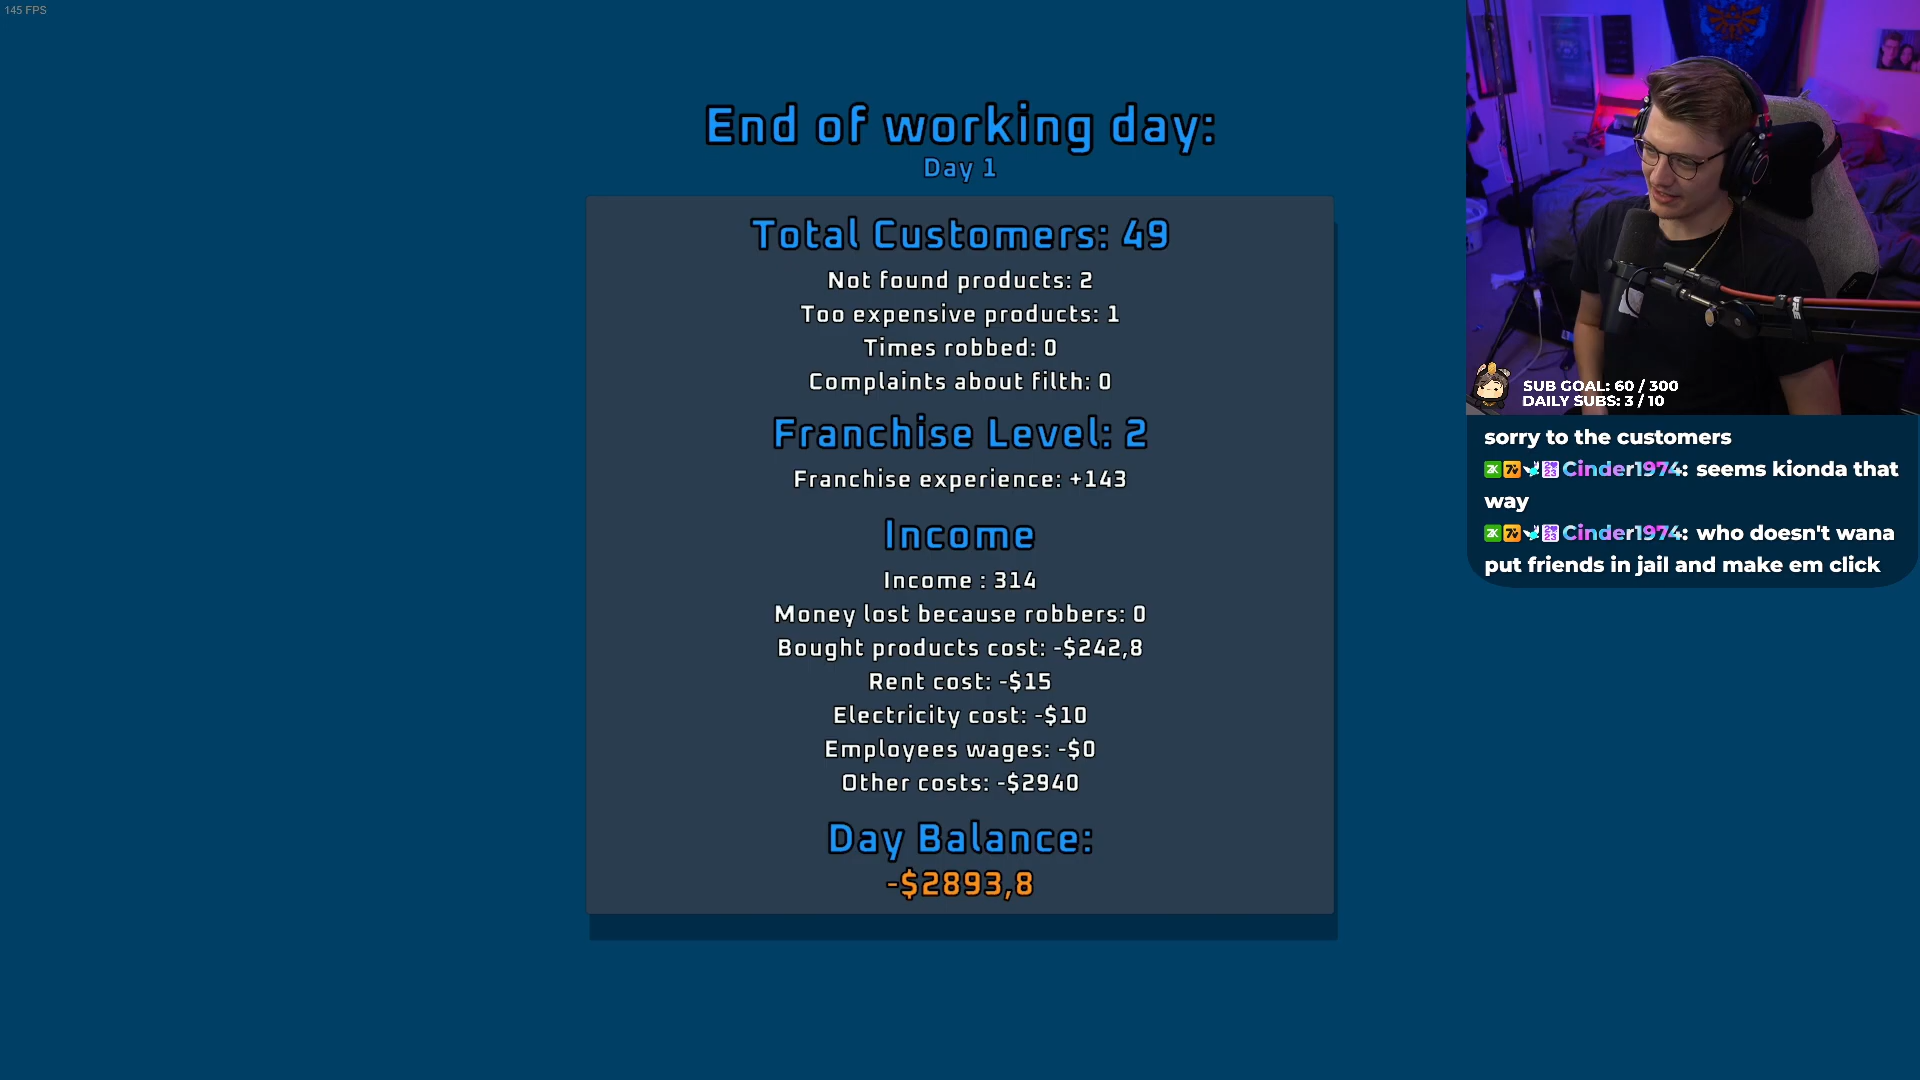 145 FPS
End of working day:
Day 1
Total Customers: 49
Not found products: 2
Too expensive products: 1
Times robbed: 0
Complaints about filth: 0
Franchise Level: 2
Franchise experience: +143
Income
Income : 314
Money lost because robbers: 0
Bought products cost: -$242,8
Rent cost: -$15
Electricity cost: -$10
Employees wages: -$0
Other costs: -$2940
Day Balance:
-$2893,8
SUB GOAL: 60 / 300
DAILY SUBS: 3 / 10
sorry to the customers
Cinder1974: seems kionda that
way
Cinder1974: who doesn't wana
put friends in jail and make em click